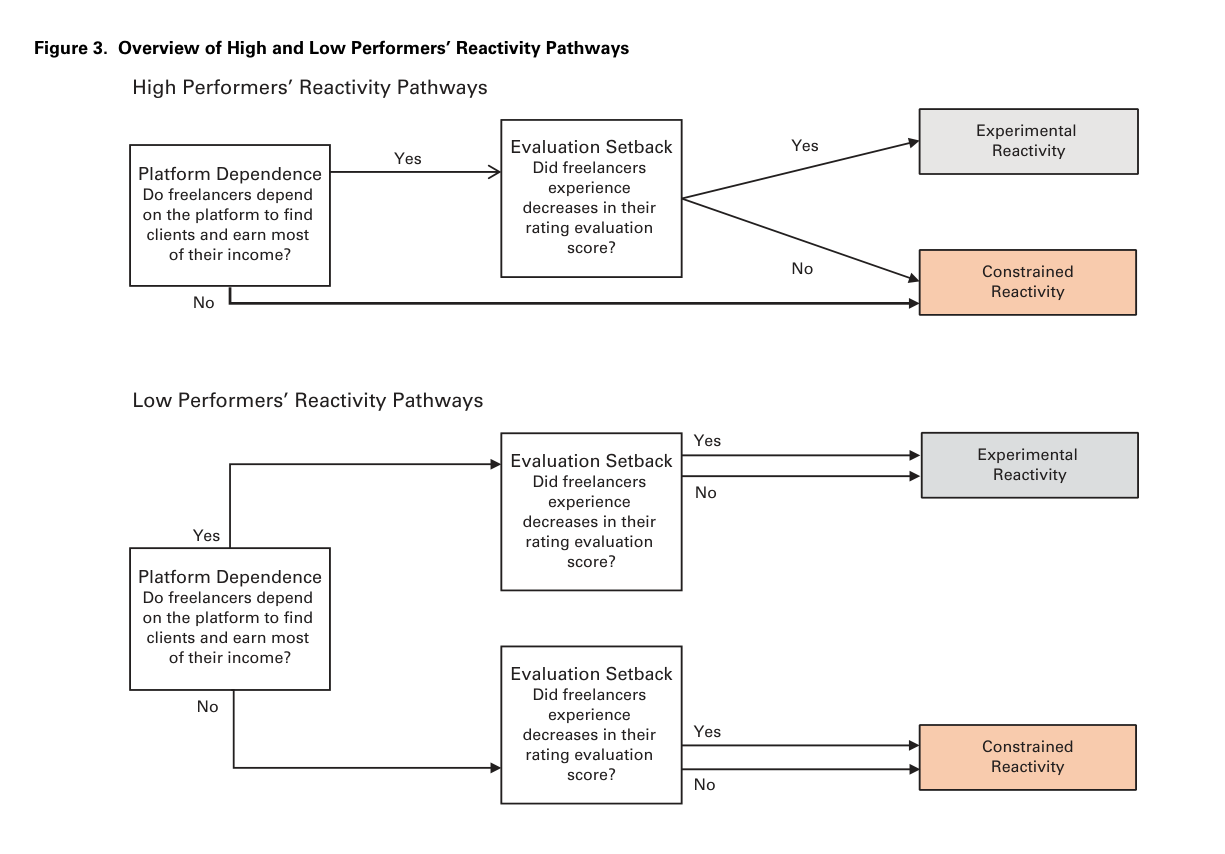 Figure 3. Overview of High and Low Performers’ Reactivity Pathways
High Performers’ Reactivity Pathways
Platform Dependence
Do freelancers depend
on the platform to find
clients and earn most
of their income?
Yes
No
Evaluation Setback
Did freelancers
experience
decreases in their
rating evaluation
score?
Yes
No
Experimental
Reactivity
Constrained
Reactivity
Low Performers’ Reactivity Pathways
Yes
Platform Dependence
Do freelancers depend
on the platform to find
clients and earn most
of their income?
No
Evaluation Setback
Did freelancers
experience
decreases in their
rating evaluation
score?
Yes
No
Experimental
Reactivity
Evaluation Setback
Did freelancers
experience
decreases in their
rating evaluation
score?
Yes
No
Constrained
Reactivity